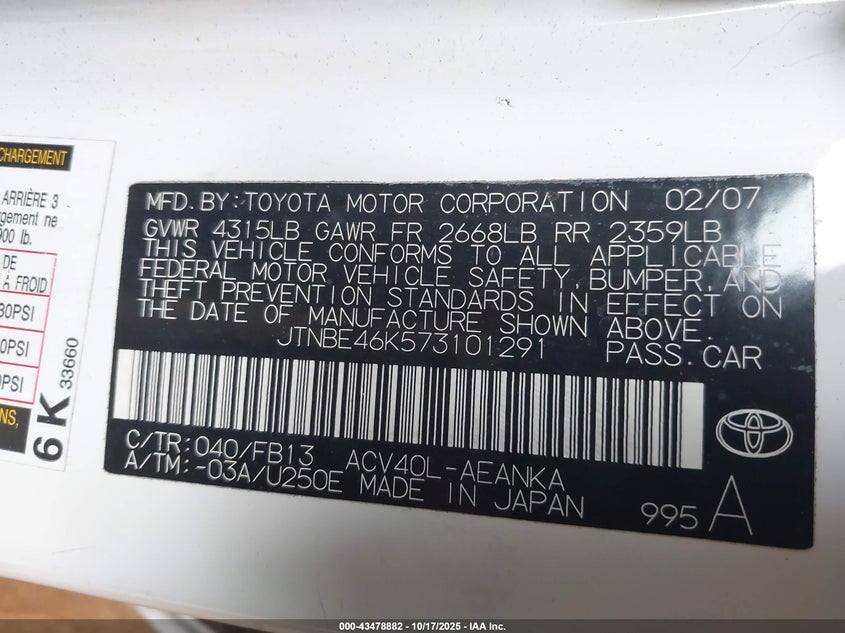 CHARGEMENT
ARRIÈRE 3
gement ne
900 lb.
DE
À FROID
30PSI
0PSI
0PSI
NS,
6K 33660
MFD. BY: TOYOTA MOTOR CORPORATION 02/07
GVWR 4315LB GAWR FR 2668LB RR 2359LB
THIS VEHICLE CONFORMS TO ALL APPLICABLE
FEDERAL MOTOR VEHICLE SAFETY, BUMPER, AND
THEFT PREVENTION STANDARDS IN EFFECT ON
THE DATE OF MANUFACTURE SHOWN ABOVE.
JTNBE46K573101291 PASS. CAR
C/TR: 040/FB13 ACV40L-AEANKA
A/TM: -03A/U250E MADE IN JAPAN
995 A
000-43478882 - 10/17/2025 - IAA Inc.